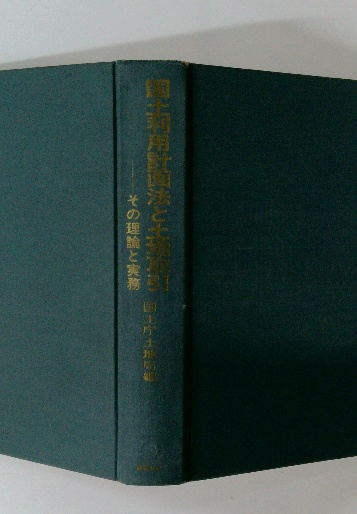 国土利用計画法と土地取引
——その理論と実務
国土庁土地局編